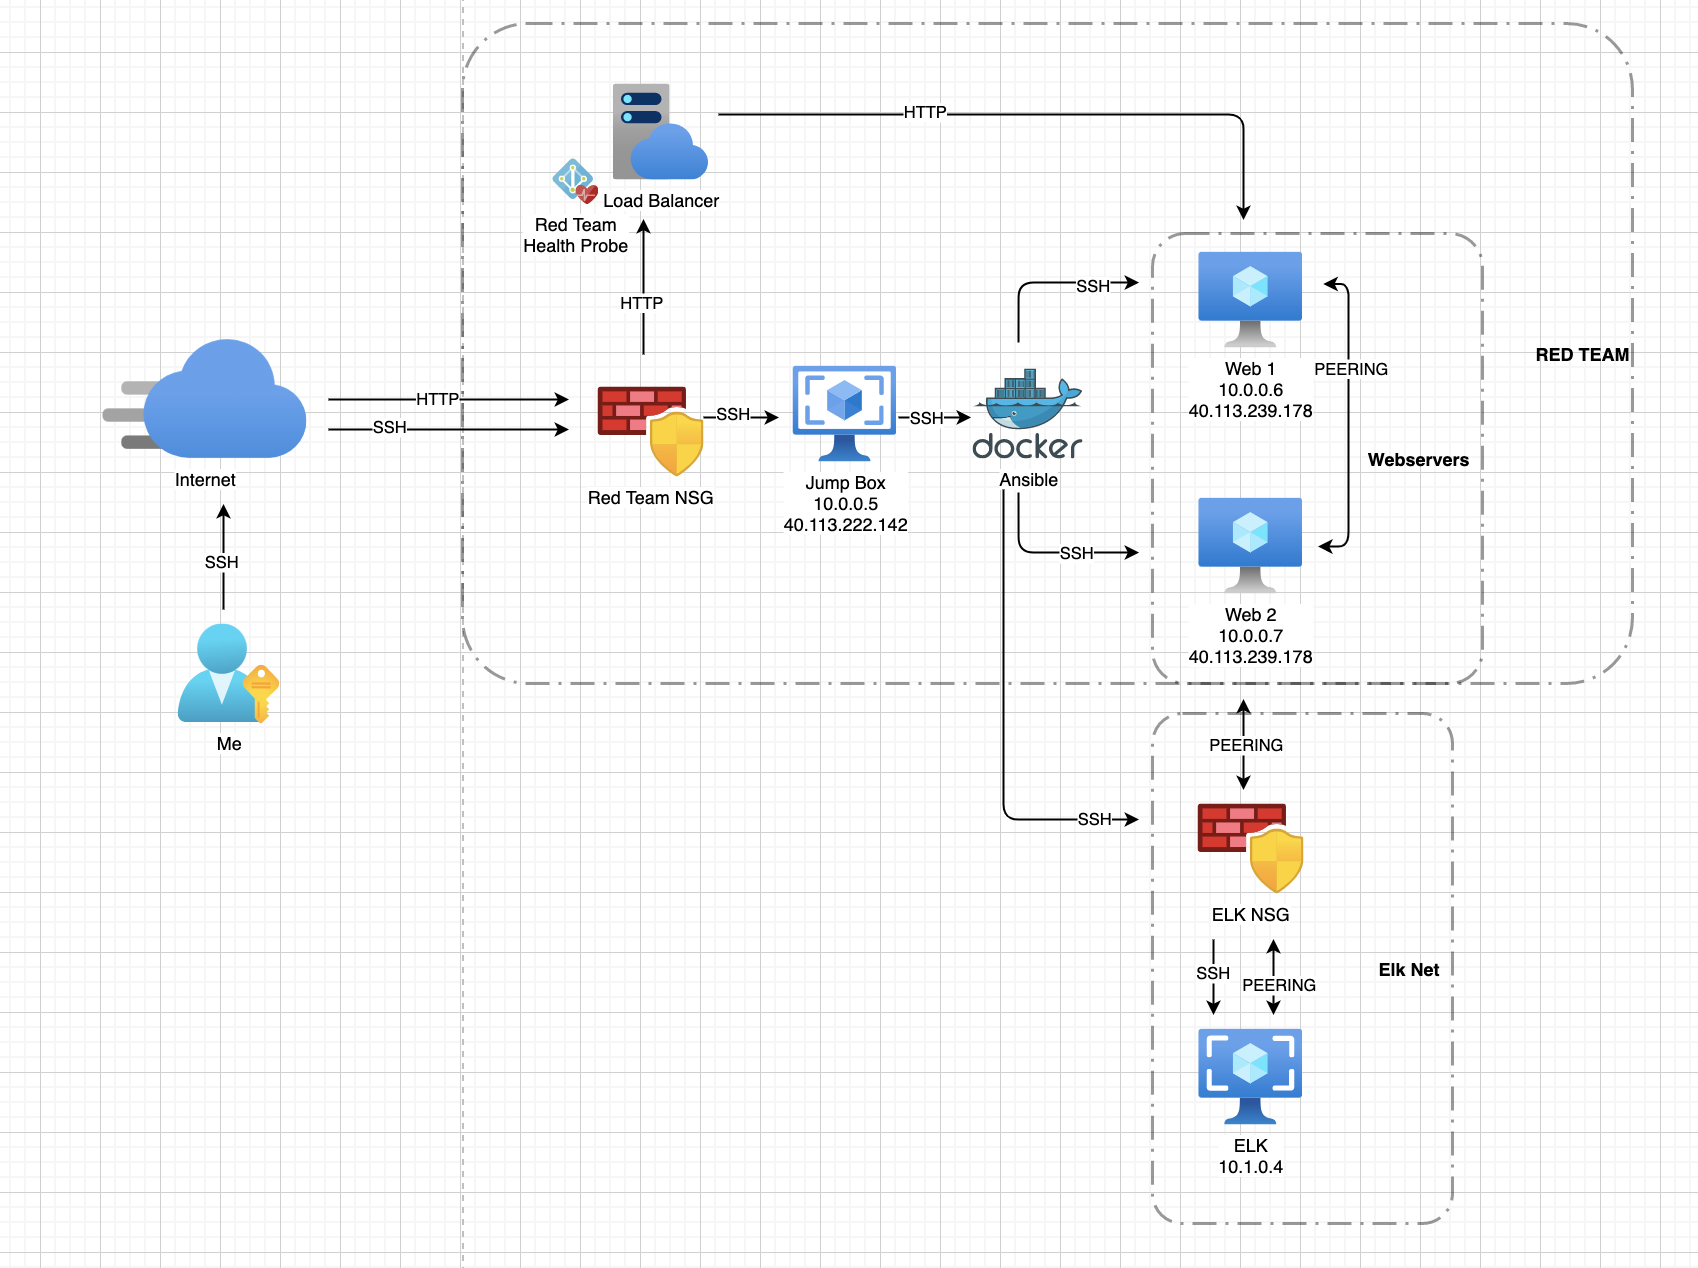 HTTP
Load Balancer
Red Team
Health Probe
HTTP
SSH
Web 1
10.0.0.6
40.113.239.178
PEERING
RED TEAM
HTTP
SSH
Internet
Red Team NSG
SSH
Jump Box
10.0.0.5
40.113.222.142
SSH
docker
Ansible
Webservers
SSH
SSH
Web 2
10.0.0.7
40.113.239.178
Me
PEERING
SSH
ELK NSG
SSH
PEERING
Elk Net
ELK
10.1.0.4